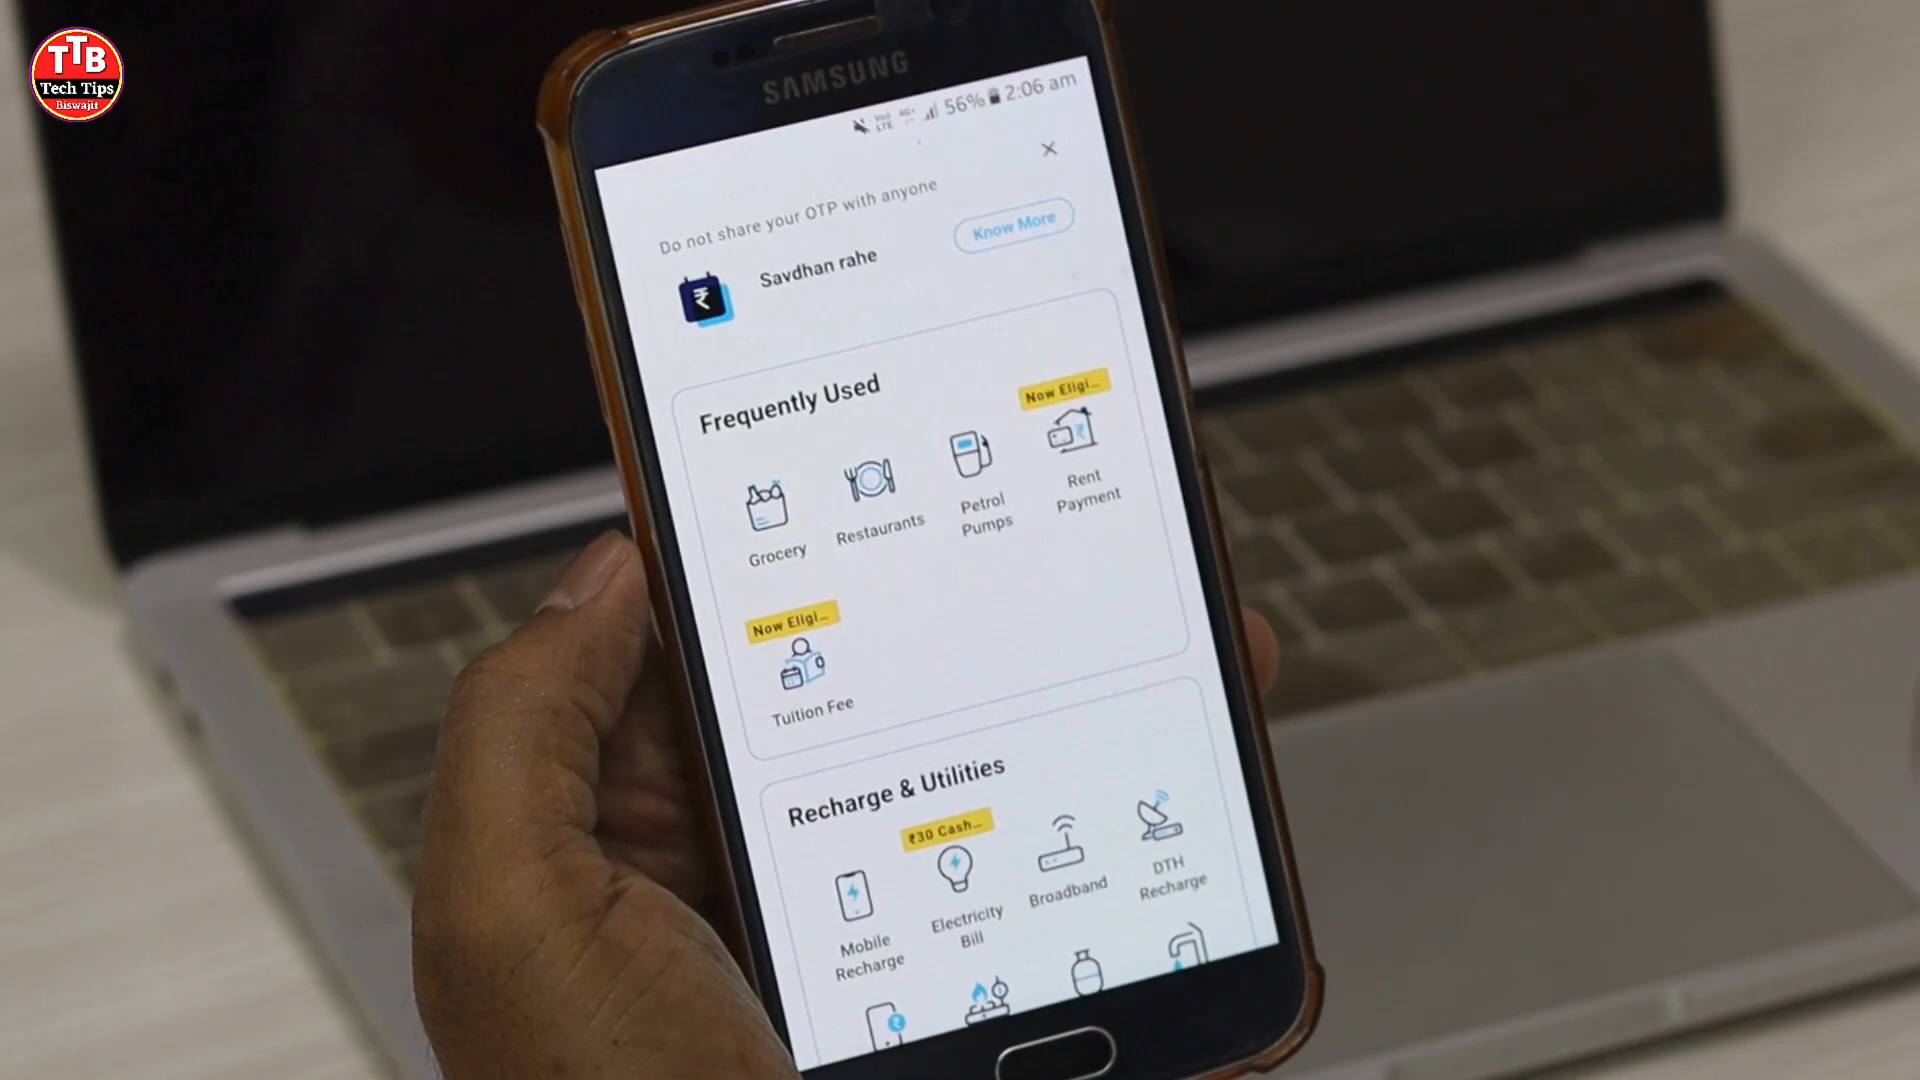 TTB
Tech Tips
Biswajit
SAMSUNG
VoLTE 4G+ 56% 2:06 am
Do not share your OTP with anyone
Savdhan rahe
Know More
Frequently Used
Now Eligi...
Grocery
Restaurants
Petrol
Pumps
Rent
Payment
Now Eligi...
Tuition Fee
Recharge & Utilities
₹30 Cash...
Mobile
Recharge
Electricity
Bill
Broadband
DTH
Recharge